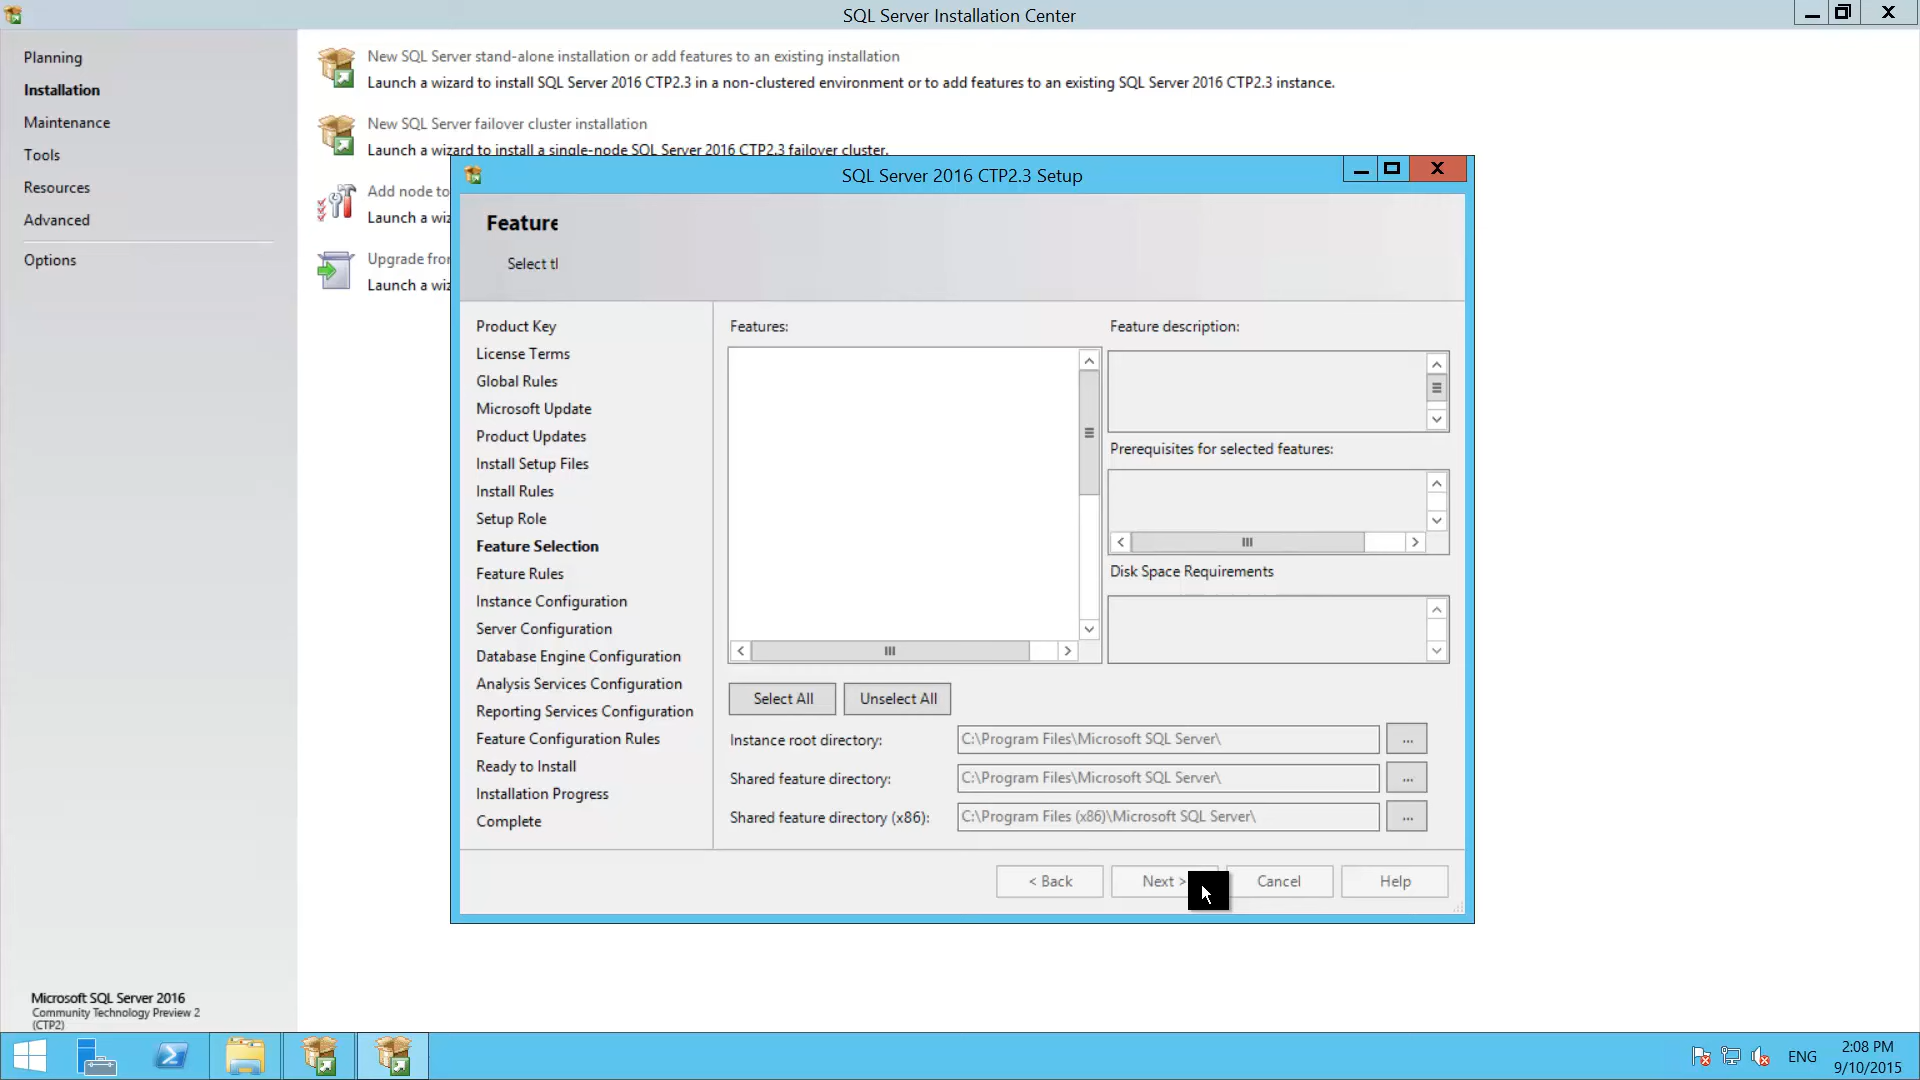 SQL Server Installation Center
Planning
Installation
Maintenance
Tools
Resources
Advanced
Options
New SQL Server stand-alone installation or add features to an existing installation
Launch a wizard to install SQL Server 2016 CTP2.3 in a non-clustered environment or to add features to an existing SQL Server 2016 CTP2.3 instance.
New SQL Server failover cluster installation
Launch a wizard to install a single-node SQL Server 2016 CTP2.3 failover cluster.
Add node to
Launch a wiz
Upgrade from
Launch a wiz
SQL Server 2016 CTP2.3 Setup
Feature
Select th
Product Key
License Terms
Global Rules
Microsoft Update
Product Updates
Install Setup Files
Install Rules
Setup Role
Feature Selection
Feature Rules
Instance Configuration
Server Configuration
Database Engine Configuration
Analysis Services Configuration
Reporting Services Configuration
Feature Configuration Rules
Ready to Install
Installation Progress
Complete
Features:
Feature description:
Prerequisites for selected features:
Disk Space Requirements
Select All
Unselect All
Instance root directory:
C:\Program Files\Microsoft SQL Server\
...
Shared feature directory:
C:\Program Files\Microsoft SQL Server\
...
Shared feature directory (x86):
C:\Program Files (x86)\Microsoft SQL Server\
...
< Back
Next >
Cancel
Help
Microsoft SQL Server 2016
Community Technology Preview 2
(CTP2)
ENG
2:08 PM
9/10/2015